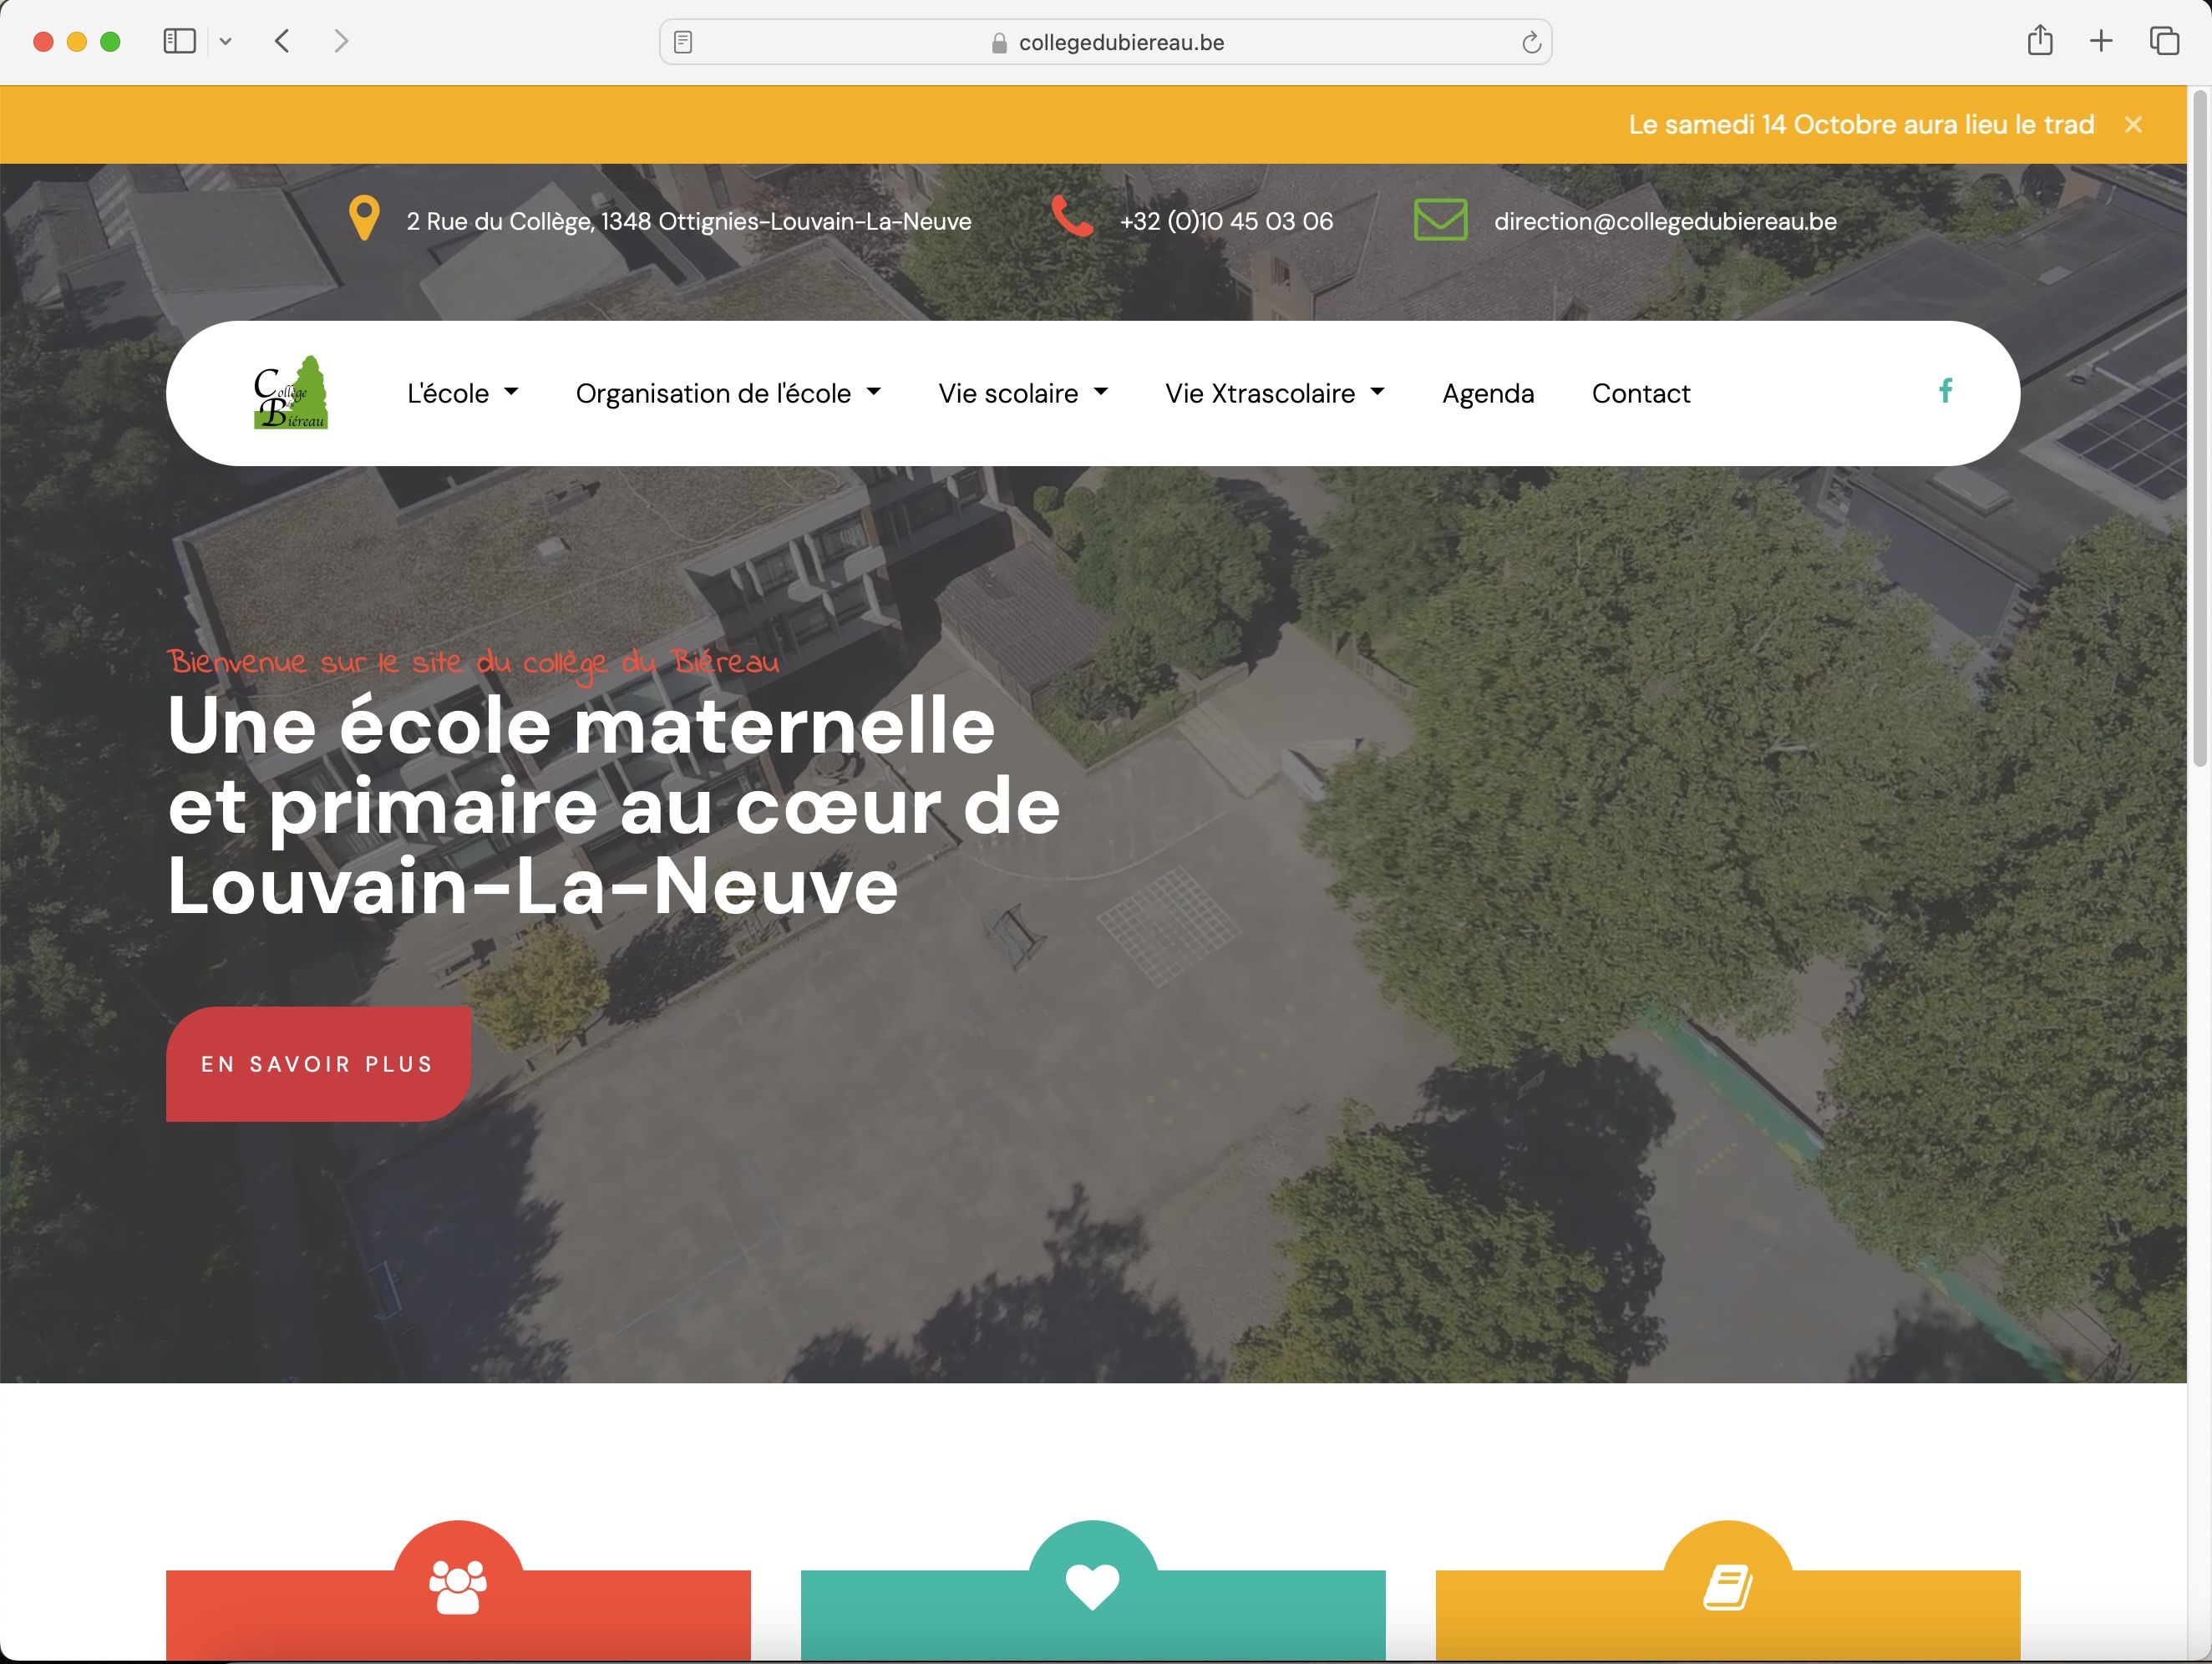 collegedubiereau.be
Le samedi 14 Octobre aura lieu le trad
2 Rue du Collège, 1348 Ottignies-Louvain-La-Neuve
+32 (0)10 45 03 06
direction@collegedubiereau.be
Collège
du
Biéreau
L'école
Organisation de l'école
Vie scolaire
Vie Xtrascolaire
Agenda
Contact
Bienvenue sur le site du collège du Biéreau
Une école maternelle
et primaire au cœur de
Louvain-La-Neuve
EN SAVOIR PLUS